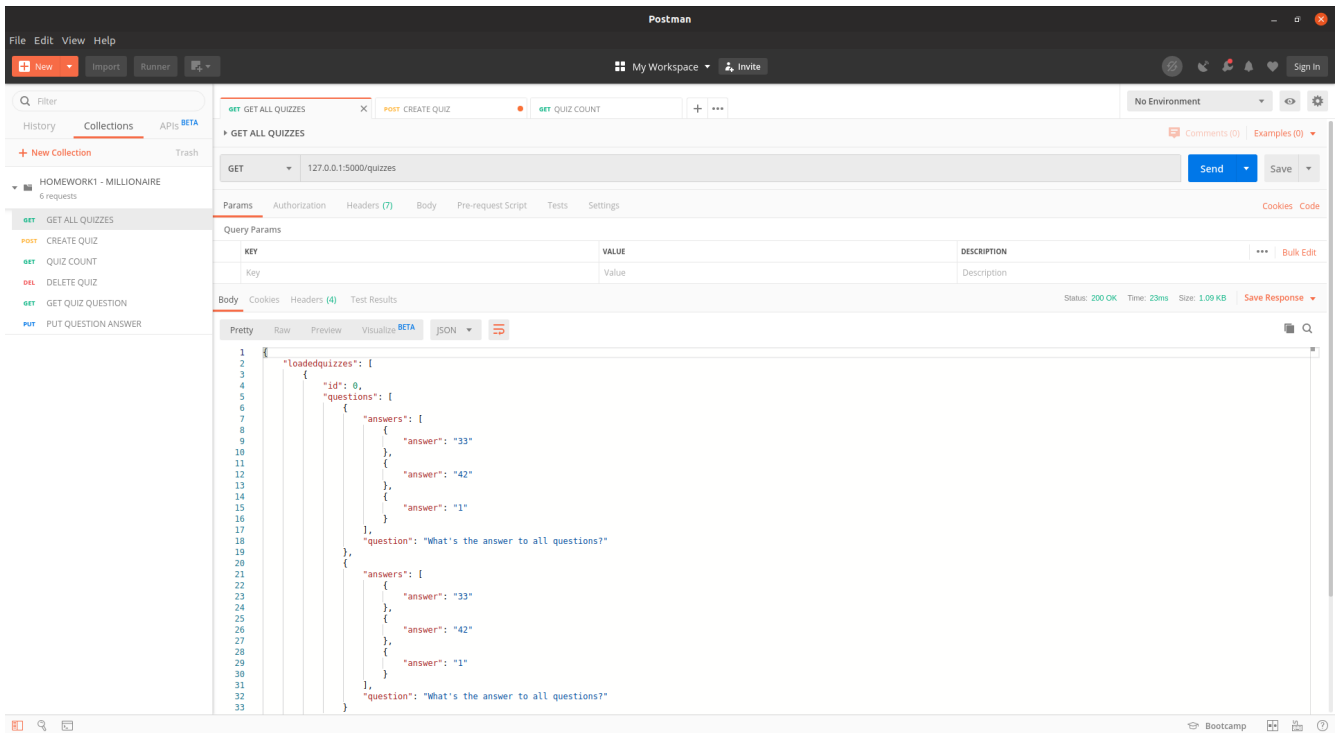 Postman
File Edit View Help
New Import Runner My Workspace Invite Sign In
Filter
History Collections APIs BETA
+ New Collection Trash
HOMEWORK1 - MILLIONAIRE
6 requests
GET GET ALL QUIZZES
POST CREATE QUIZ
GET QUIZ COUNT
DEL DELETE QUIZ
GET GET QUIZ QUESTION
PUT PUT QUESTION ANSWER
GET GET ALL QUIZZES POST CREATE QUIZ GET QUIZ COUNT No Environment
GET ALL QUIZZES Comments (0) Examples (0)
GET 127.0.0.1:5000/quizzes Send Save
Params Authorization Headers (7) Body Pre-request Script Tests Settings Cookies Code
Query Params
KEY VALUE DESCRIPTION Bulk Edit
Key Value Description
Body Cookies Headers (4) Test Results Status: 200 OK Time: 23ms Size: 1.09 KB Save Response
Pretty Raw Preview Visualize BETA JSON
1 {
2 "loadedquizzes": [
3 {
4 "id": 0,
5 "questions": [
6 {
7 "answers": [
8 {
9 "answer": "33"
10 },
11 {
12 "answer": "42"
13 },
14 {
15 "answer": "1"
16 }
17 ],
18 "question": "What's the answer to all questions?"
19 },
20 {
21 "answers": [
22 {
23 "answer": "33"
24 },
25 {
26 "answer": "42"
27 },
28 {
29 "answer": "1"
30 }
31 ],
32 "question": "What's the answer to all questions?"
33 }
Bootcamp